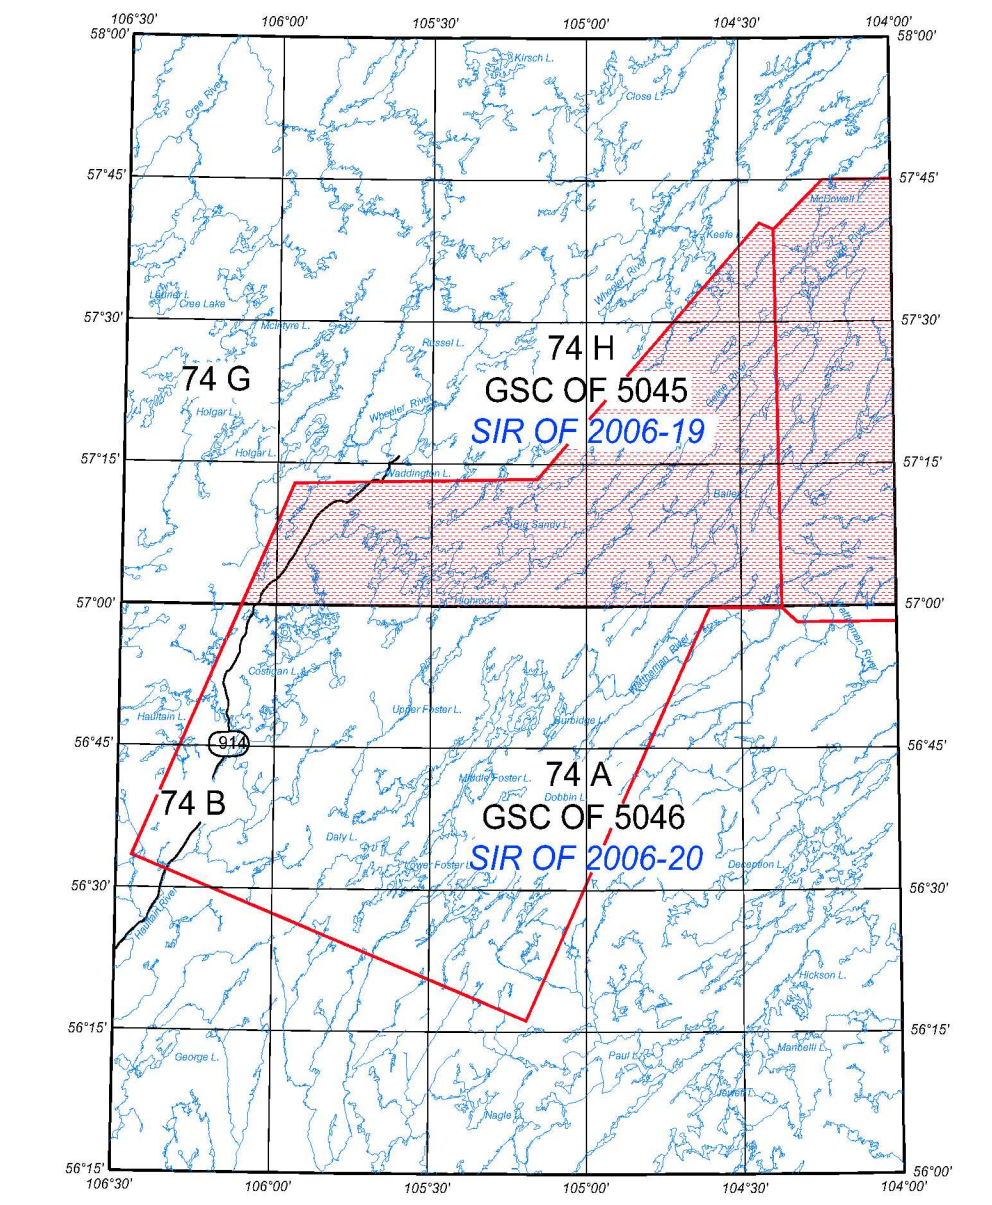 106°30' 106°00' 105°30' 105°00' 104°30' 104°00'
58°00' 58°00'
Kirsch L.
Cree River
Close L.
57°45' 57°45'
McDowell L.
Keefe
Wheeler River
Cree Lake
57°30' 57°30'
McIntyre L.
Russel L.
74 H
74 G
GSC OF 5045
Wheeler River
Holgar L.
SIR OF 2006-19
Holgar L.
57°15' 57°15'
Waddington L.
Bailey L.
Big Sandy L.
Highrock L.
57°00' 57°00'
Costigan L.
Upper Foster L.
Haultain L.
Burbidge L.
914
56°45' 56°45'
74 A
Middle Foster L.
Dobbin L.
74 B
GSC OF 5046
Daly L.
SIR OF 2006-20
Lower Foster L.
Deception L.
56°30' 56°30'
Haultain River
Hickson L.
56°15' 56°15'
George L.
Paul L.
Nagle L.
56°15' 56°00'
106°30' 106°00' 105°30' 105°00' 104°30' 104°00'